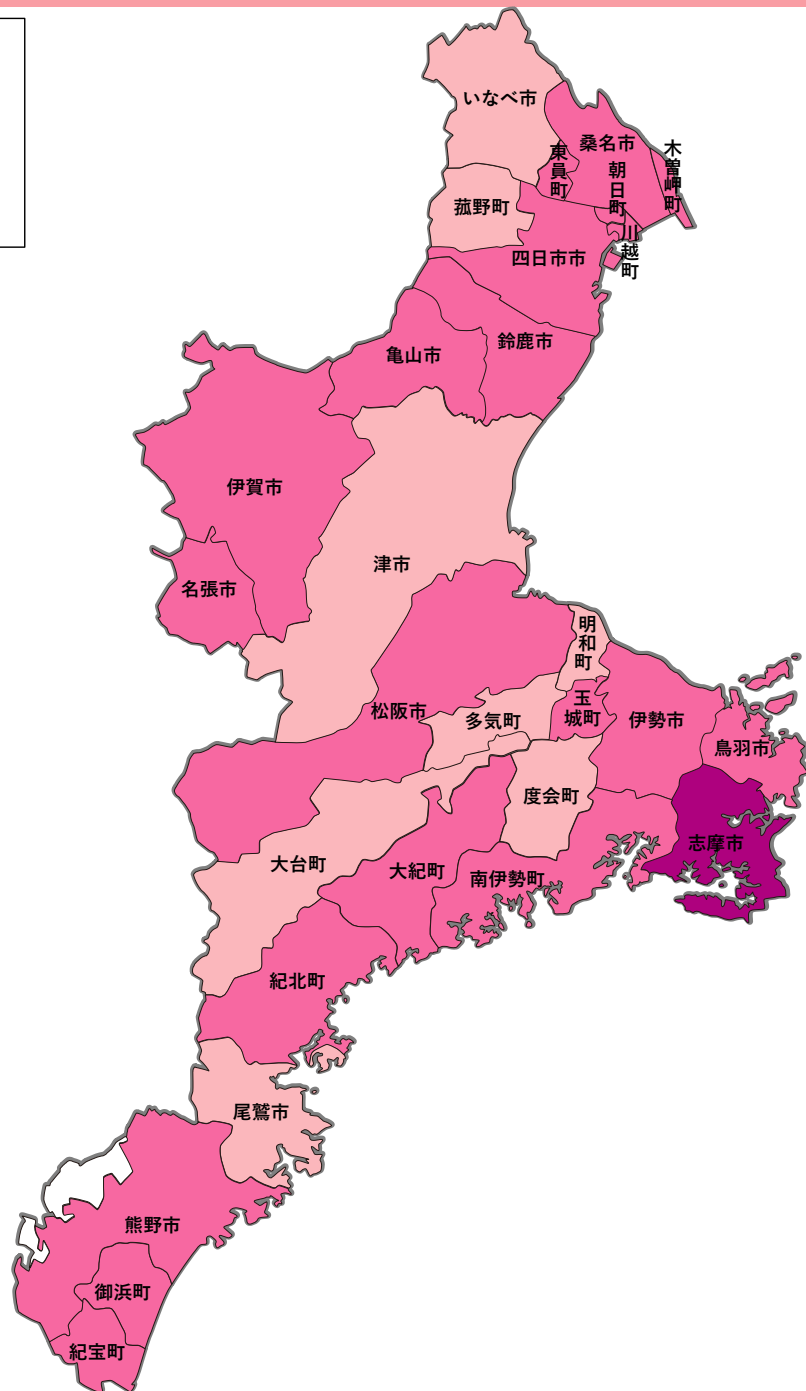 いなべ市
桑名市
東員町
朝日町
木曽岬町
菰野町
川越町
四日市市
鈴鹿市
亀山市
伊賀市
津市
名張市
明和町
松阪市
多気町
玉城町
伊勢市
鳥羽市
度会町
志摩市
大台町
大紀町
南伊勢町
紀北町
尾鷲市
熊野市
御浜町
紀宝町